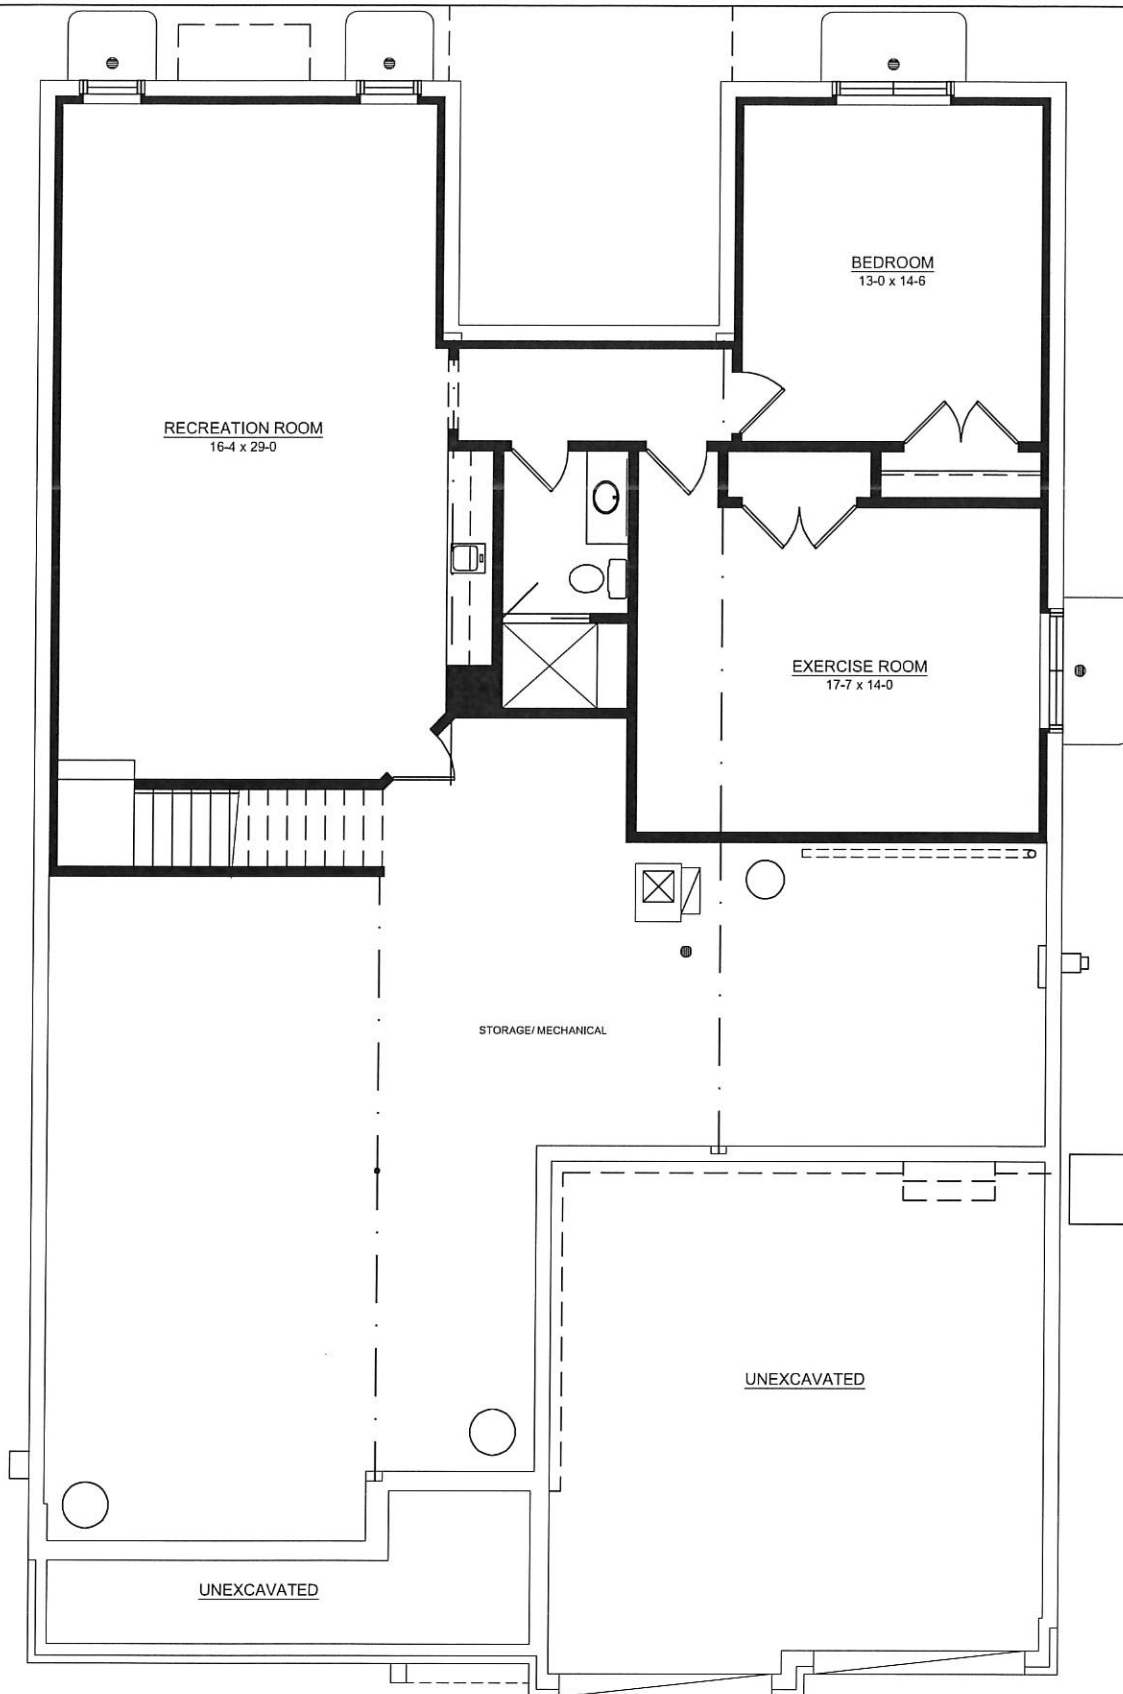 BEDROOM
13-0 x 14-6
RECREATION ROOM
16-4 x 29-0
EXERCISE ROOM
17-7 x 14-0
STORAGE/ MECHANICAL
UNEXCAVATED
UNEXCAVATED